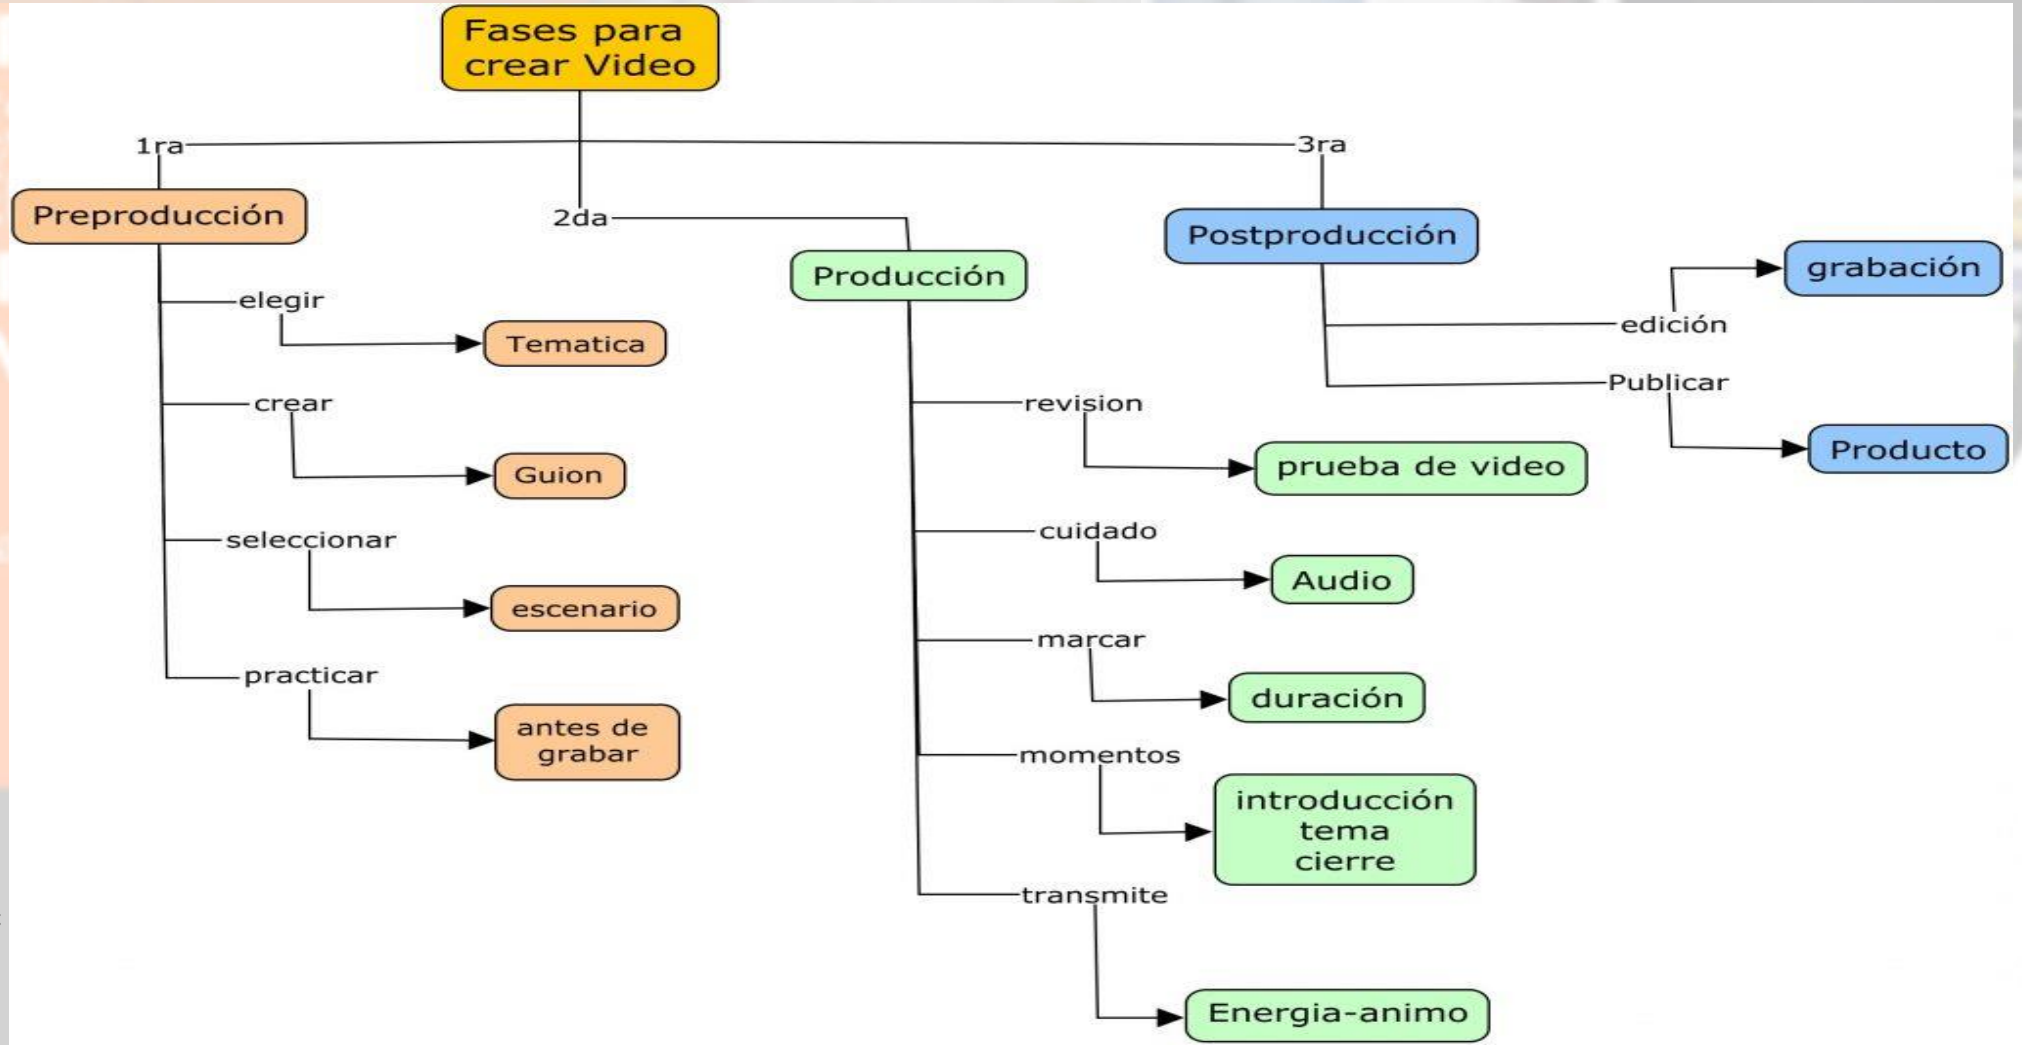 Fases para
crear Video
1ra
Preproducción
elegir
Tematica
crear
Guion
seleccionar
escenario
practicar
antes de
grabar
2da
Producción
revision
prueba de video
cuidado
Audio
marcar
duración
momentos
introducción
tema
cierre
transmite
Energia-animo
3ra
Postproducción
edición
grabación
Publicar
Producto